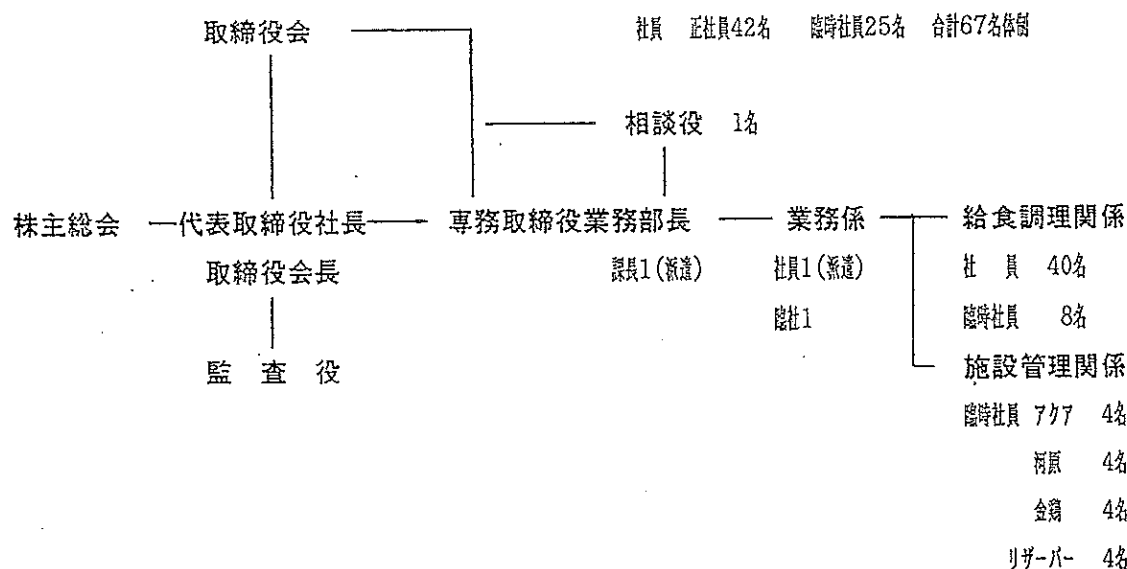 取締役会
社員 正社員42名 臨時社員25名 合計67名体制
相談役 1名
株主総会 代表取締役社長 専務取締役業務部長 業務係 給食調理関係
取締役会長 課長1(派遣) 社員1(派遣) 社員 40名
臨社1 臨時社員 8名
監査役 施設管理関係
臨時社員 アクア 4名
河原 4名
金鶏 4名
リザーバー 4名